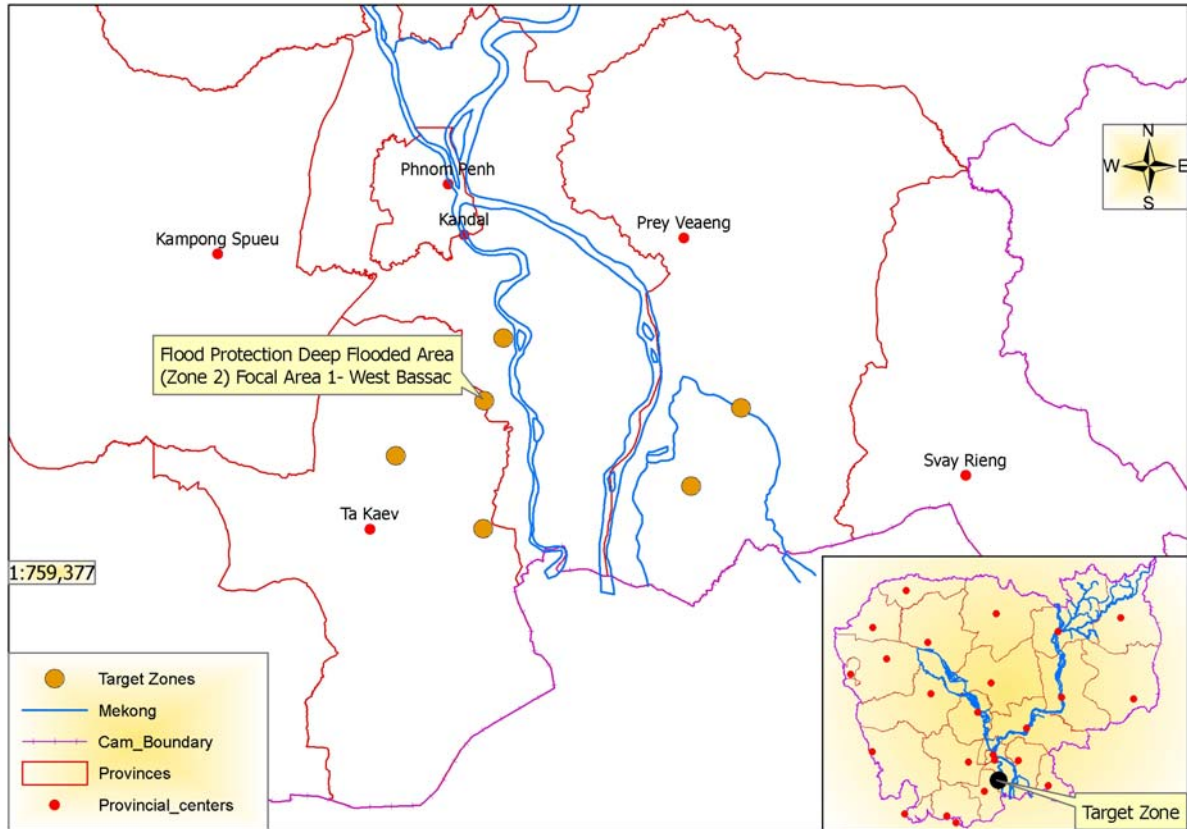 N
W E
S
Phnom Penh
Kandal
Prey Veaeng
Kampong Spueu
Flood Protection Deep Flooded Area
(Zone 2) Focal Area 1- West Bassac
Svay Rieng
Ta Kaev
1:759,377
Target Zones
Mekong
Cam_Boundary
Provinces
Provincial_centers
Target Zone